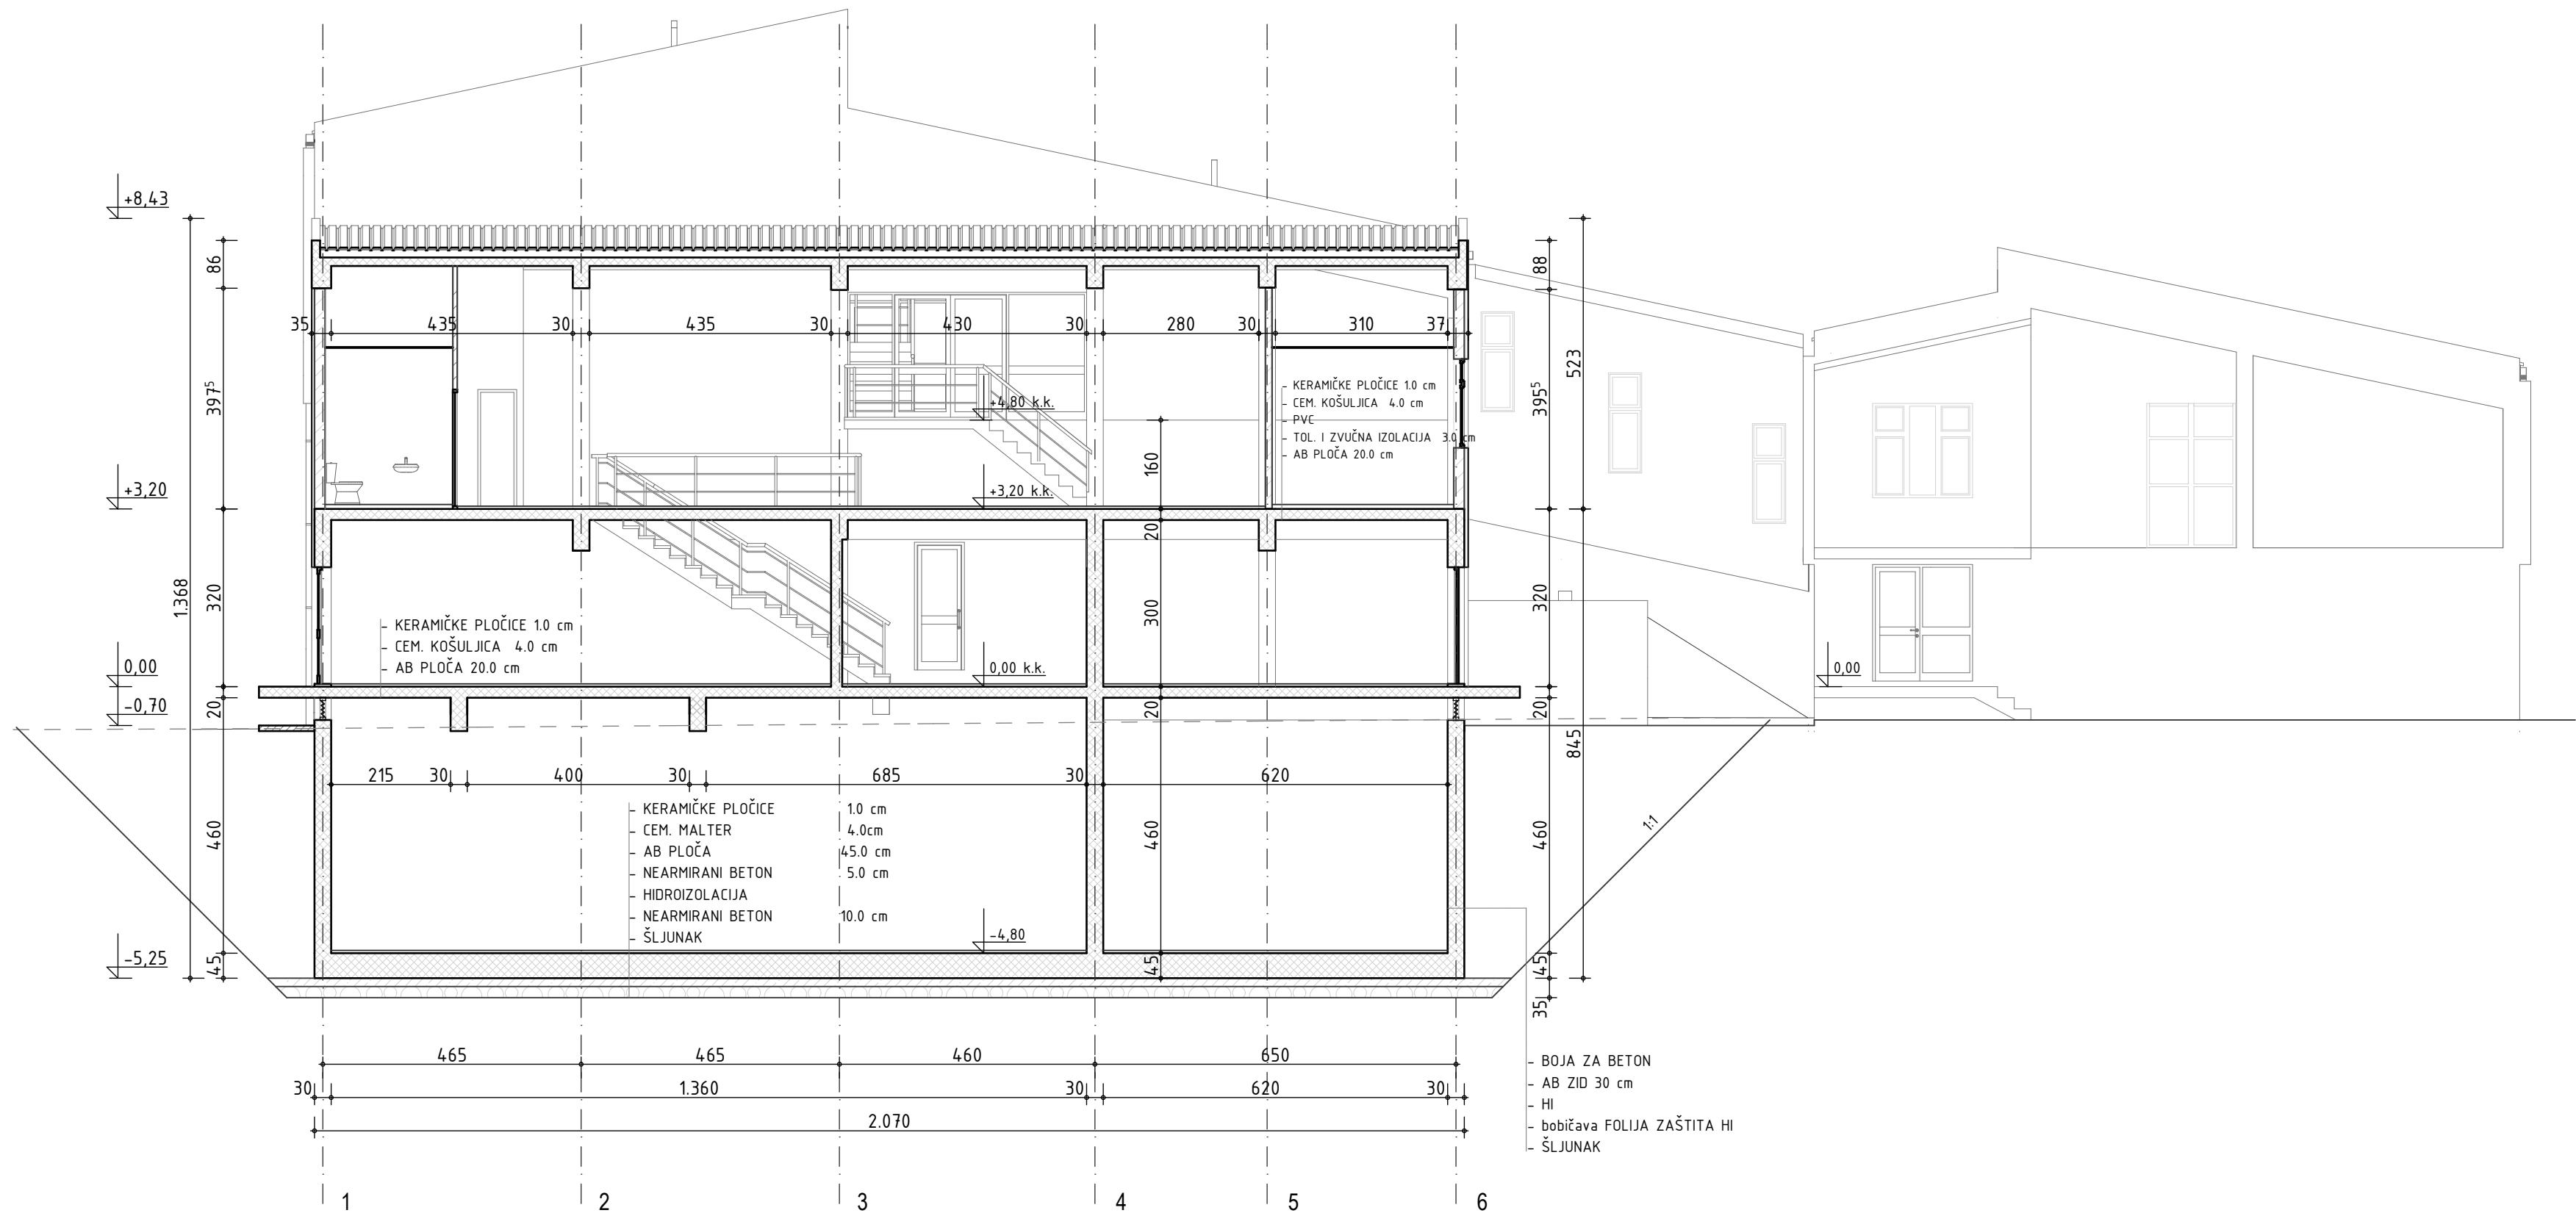 +8,43
86
88
35
435
30
435
30
430
30
280
30
310
37
523
397⁵
395⁵
- KERAMIČKE PLOČICE 1.0 cm
- CEM. KOŠULJICA 4.0 cm
- PVC
- TOL. I ZVUČNA IZOLACIJA 3.0 cm
- AB PLOČA 20.0 cm
+4,80 k.k.
160
+3,20
+3,20 k.k.
20
1.368
320
300
320
- KERAMIČKE PLOČICE 1.0 cm
- CEM. KOŠULJICA 4.0 cm
- AB PLOČA 20.0 cm
0,00
0,00 k.k.
0,00
-0,70
20
20
20
845
215
30
400
30
685
30
620
460
460
460
1:1
- KERAMIČKE PLOČICE 1.0 cm
- CEM. MALTER 4.0cm
- AB PLOČA 45.0 cm
- NEARMIRANI BETON 5.0 cm
- HIDROIZOLACIJA
- NEARMIRANI BETON 10.0 cm
- ŠLJUNAK
-4,80
-5,25
45
45
45
35
465
465
460
650
30
1.360
30
620
30
2.070
- BOJA ZA BETON
- AB ZID 30 cm
- HI
- bobičava FOLIJA ZAŠTITA HI
- ŠLJUNAK
1
2
3
4
5
6